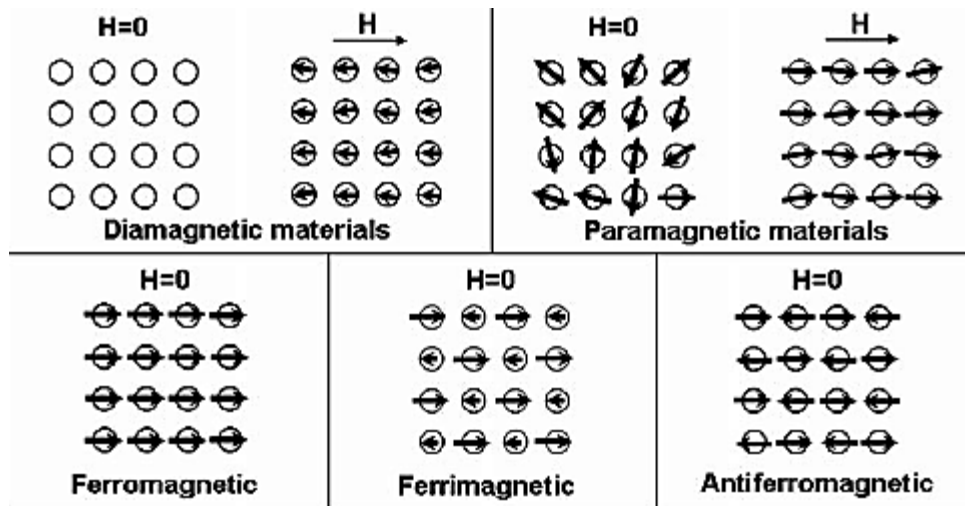 H=0
H
H=0
H
Diamagnetic materials
Paramagnetic materials
H=0
H=0
H=0
Ferromagnetic
Ferrimagnetic
Antiferromagnetic